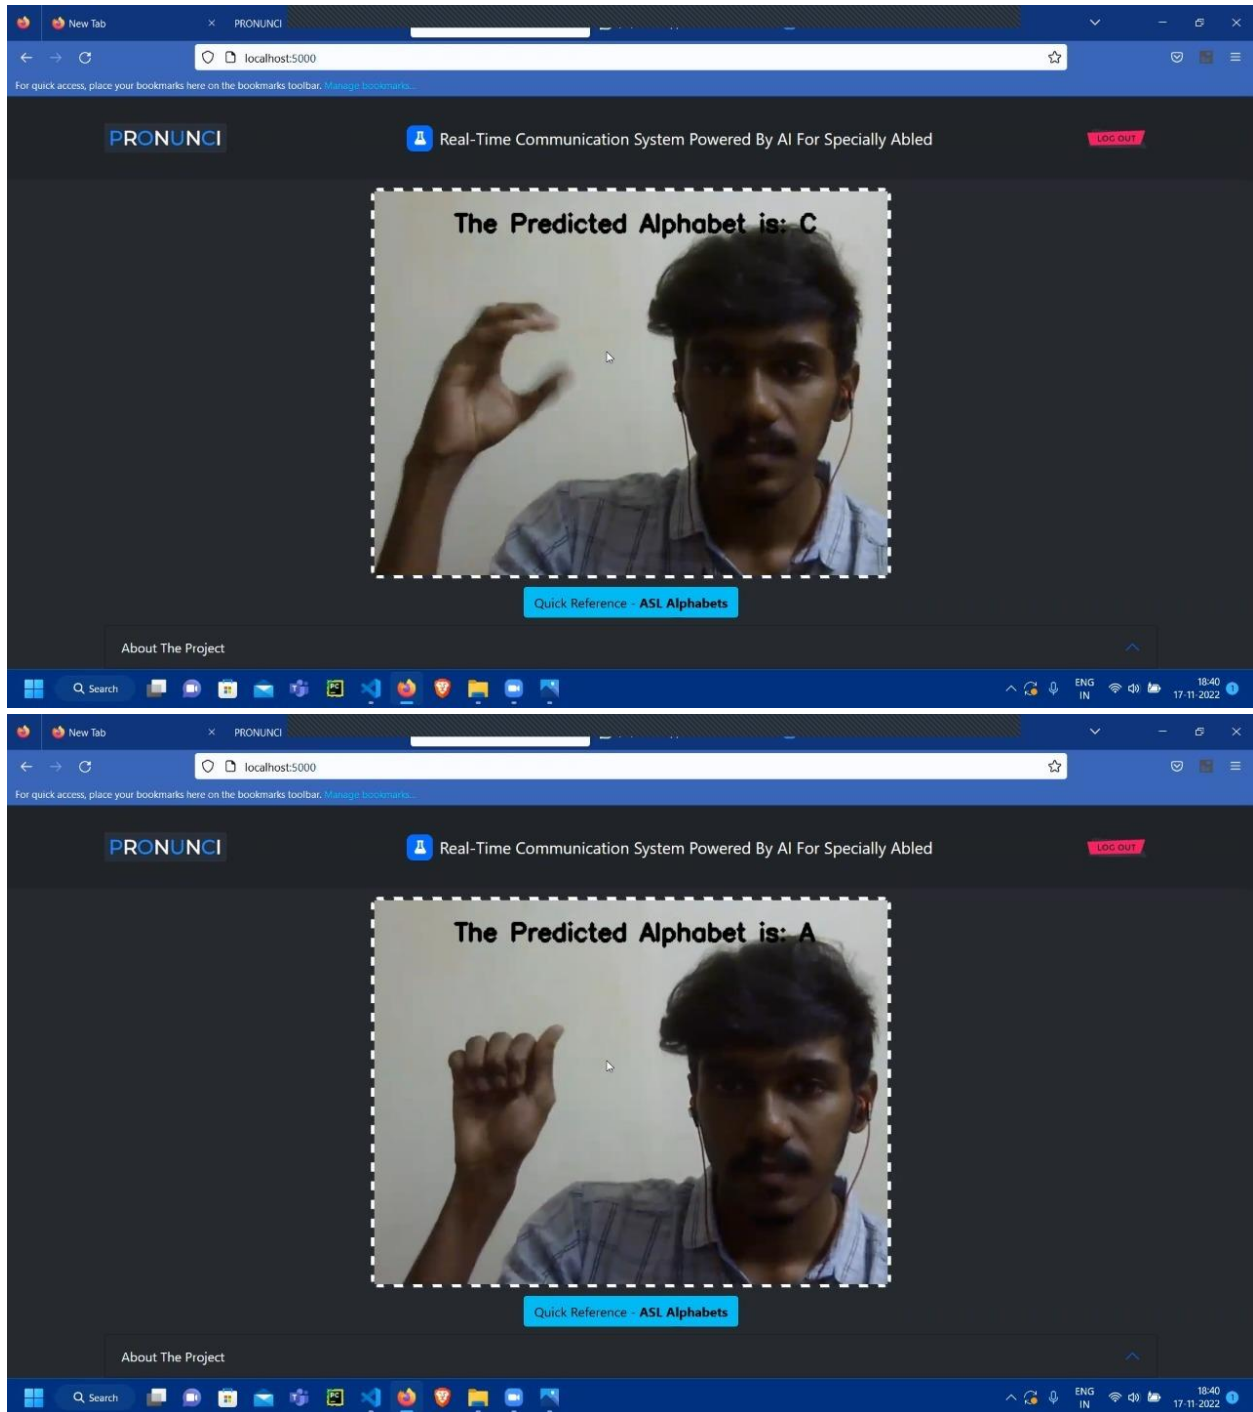 New Tab
PRONUNCI
localhost:5000
For quick access, place your bookmarks here on the bookmarks toolbar. Manage bookmarks...
PRONUNCI
Real-Time Communication System Powered By AI For Specially Abled
LOG OUT
The Predicted Alphabet is: C
Quick Reference - ASL Alphabets
About The Project
Search
ENG
IN
18:40
17-11-2022
1
New Tab
PRONUNCI
localhost:5000
For quick access, place your bookmarks here on the bookmarks toolbar. Manage bookmarks...
PRONUNCI
Real-Time Communication System Powered By AI For Specially Abled
LOG OUT
The Predicted Alphabet is: A
Quick Reference - ASL Alphabets
About The Project
Search
ENG
IN
18:40
17-11-2022
1